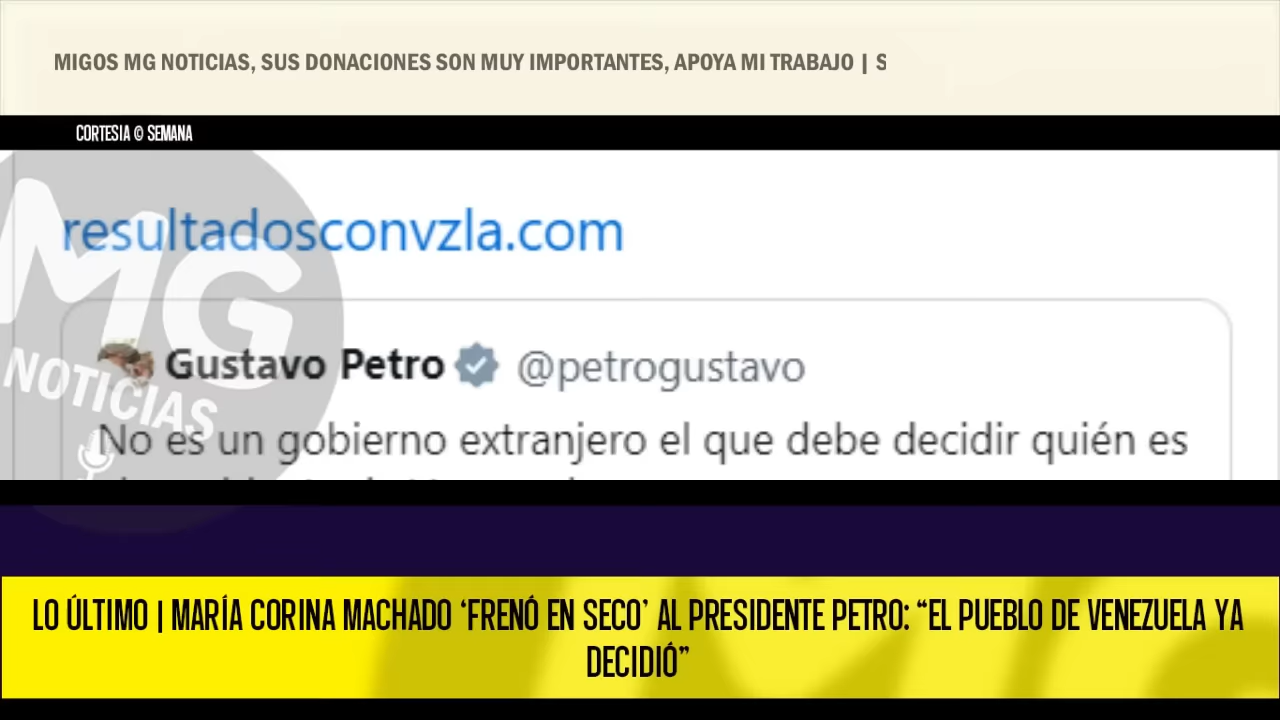 MIGOS MG NOTICIAS, SUS DONACIONES SON MUY IMPORTANTES, APOYA MI TRABAJO | S
CORTESIA © SEMANA
resultadosconvzla.com
MG
NOTICIAS
Gustavo Petro @petrogustavo
No es un gobierno extranjero el que debe decidir quién es
LO ÚLTIMO | MARÍA CORINA MACHADO ‘FRENÓ EN SECO’ AL PRESIDENTE PETRO: “EL PUEBLO DE VENEZUELA YA
DECIDIÓ”